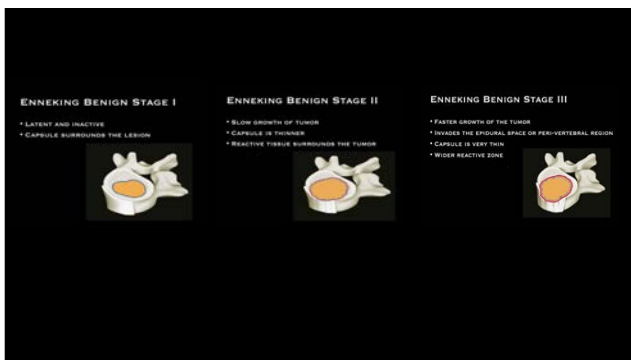 ENNEKING BENIGN STAGE I
• LATENT AND INACTIVE
• CAPSULE SURROUNDS THE LESION
ENNEKING BENIGN STAGE II
• SLOW GROWTH OF TUMOR
• CAPSULE IS THINNER
• REACTIVE TISSUE SURROUNDS THE TUMOR
ENNEKING BENIGN STAGE III
• FASTER GROWTH OF THE TUMOR
• INVADES THE EPIDURAL SPACE OR PERI-VERTEBRAL REGION
• CAPSULE IS VERY THIN
• WIDER REACTIVE ZONE